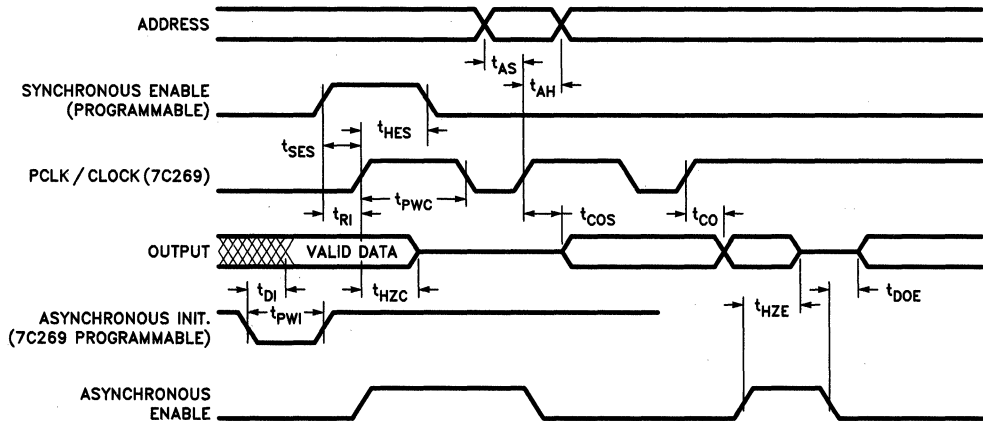 ADDRESS
tAS
tAH
SYNCHRONOUS ENABLE
(PROGRAMMABLE)
tHES
tSES
PCLK / CLOCK (7C269)
tRI
tPWC
tCOS
tCO
OUTPUT
VALID DATA
tDI
tHZC
tHZE
tDOE
tPWI
ASYNCHRONOUS INIT.
(7C269 PROGRAMMABLE)
ASYNCHRONOUS
ENABLE